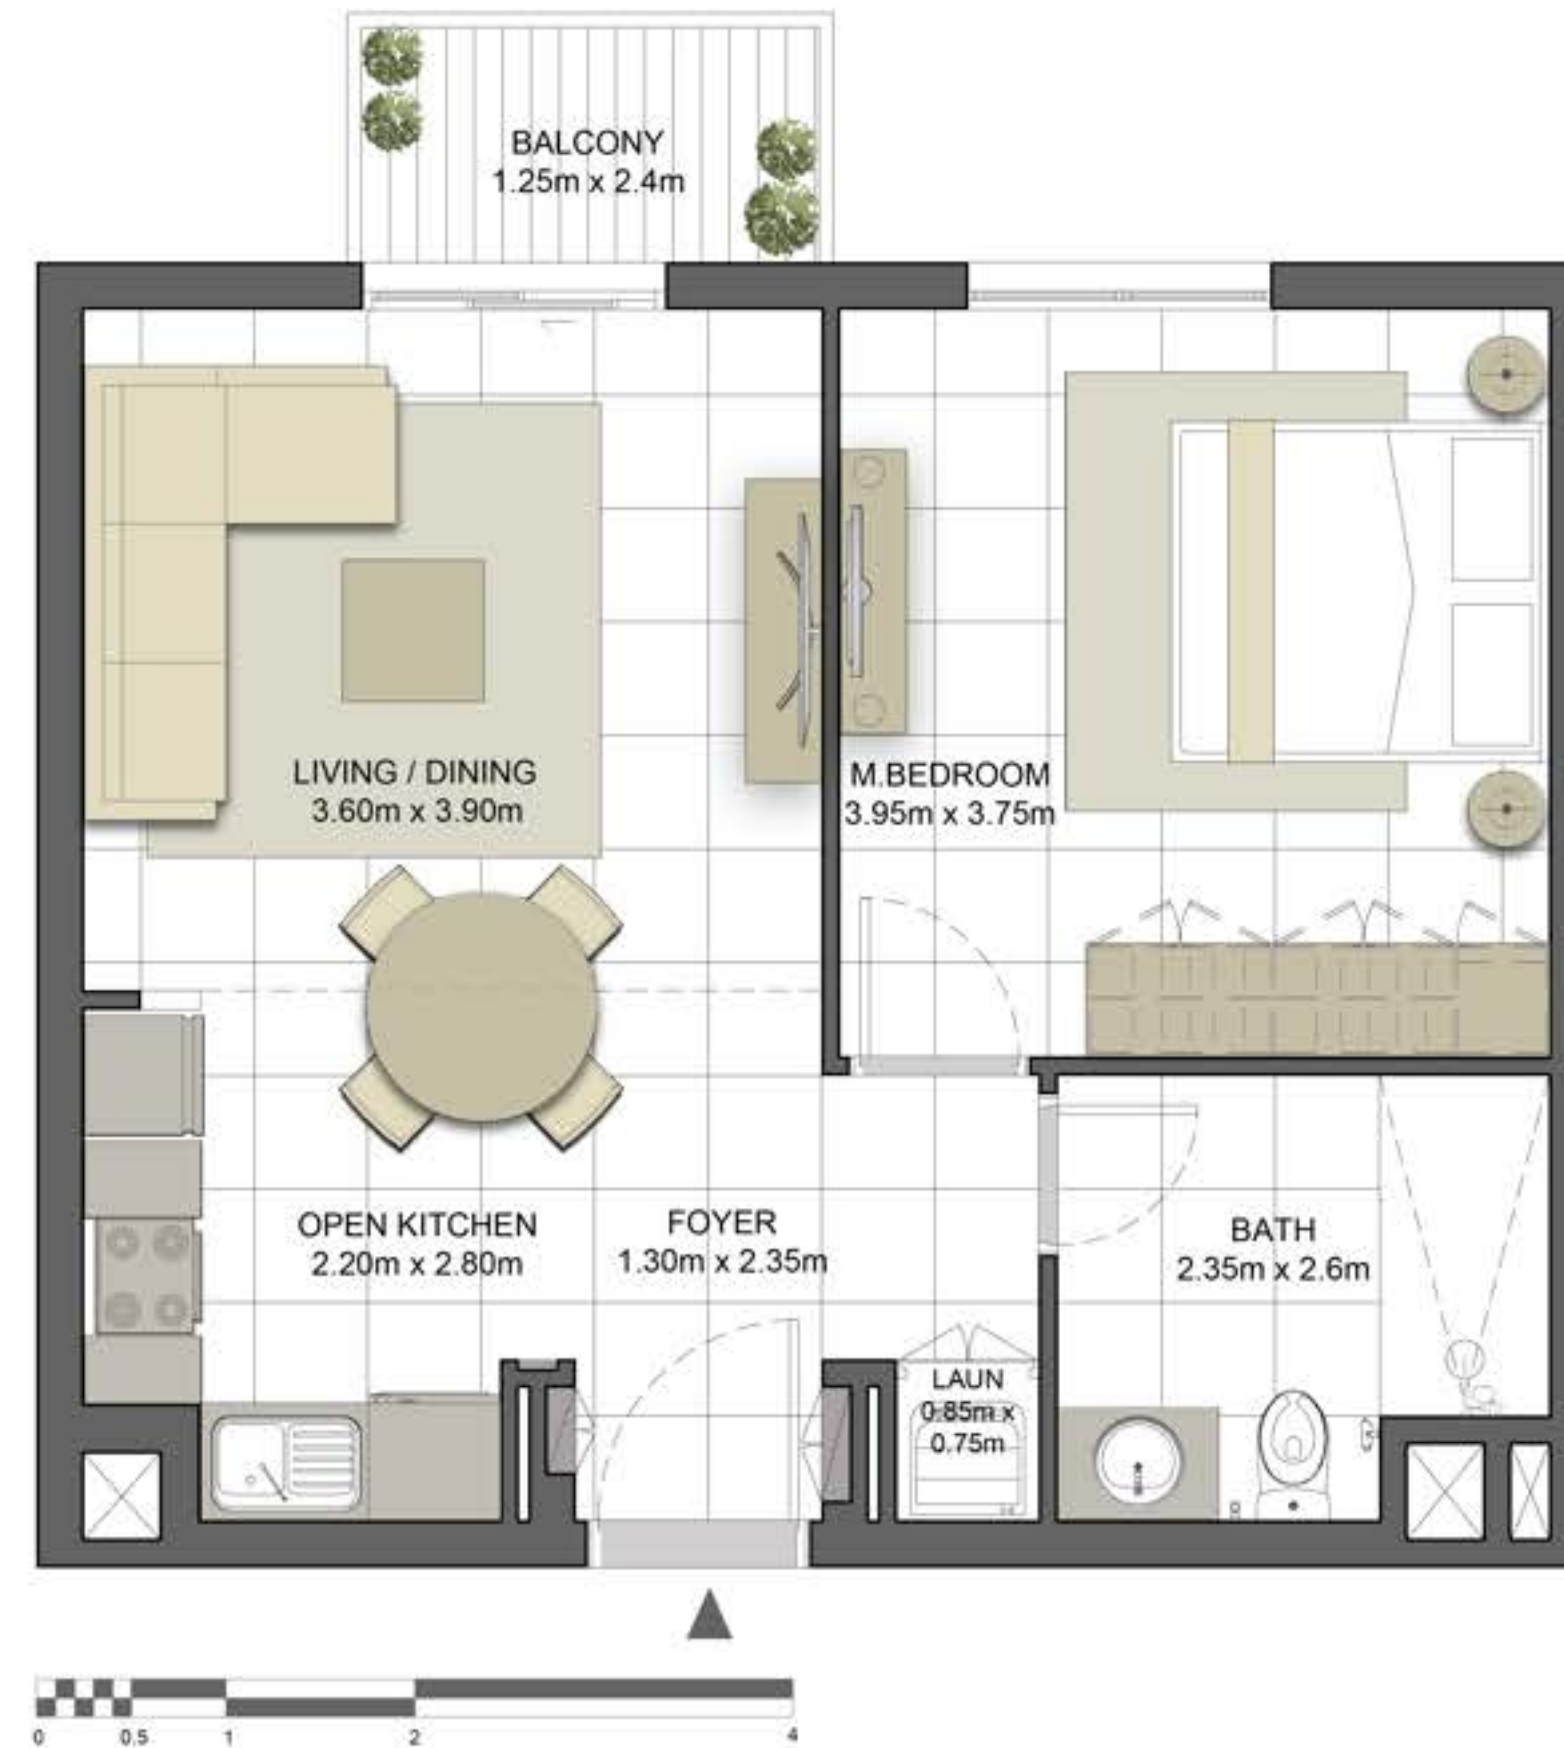 BALCONY
1.25m x 2.4m
LIVING / DINING
3.60m x 3.90m
M.BEDROOM
3.95m x 3.75m
OPEN KITCHEN
2.20m x 2.80m
FOYER
1.30m x 2.35m
BATH
2.35m x 2.6m
LAUN
0.85m x
0.75m
0 0.5 1 2 4